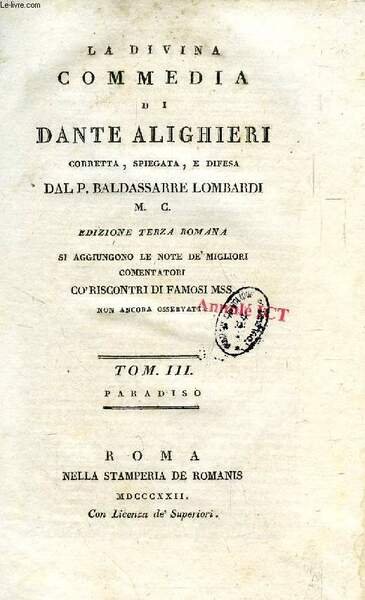 Le-livre.com
LA DIVINA
COMMEDIA
DI
DANTE ALIGHIERI
CORRETTA, SPIEGATA, E DIFESA
DAL P. BALDASSARRE LOMBARDI
M. C.
EDIZIONE TERZA ROMANA
SI AGGIUNGONO LE NOTE DE' MIGLIORI
COMENTATORI
CO' RISCONTRI DI FAMOSI MSS.
NON ANCORA OSSERVATI
Annulé ICT
TOM. III.
PARADISO
ROMA
NELLA STAMPERIA DE ROMANIS
MDCCCXXII.
Con Licenza de' Superiori.